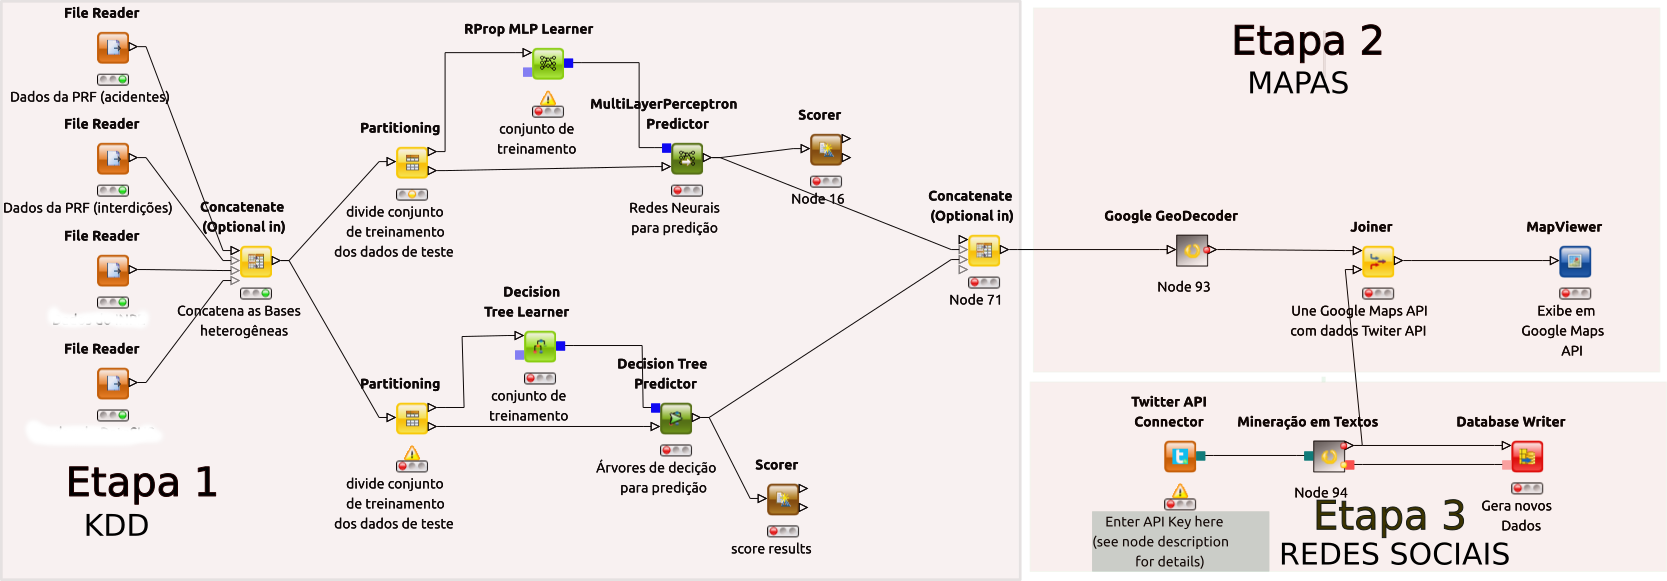 File Reader
Dados da PRF (acidentes)
File Reader
Dados da PRF (interdições)
File Reader
File Reader
Concatenate
(Optional in)
Concatena as Bases
heterogêneas
Partitioning
divide conjunto
de treinamento
dos dados de teste
RProp MLP Learner
conjunto de
treinamento
MultiLayerPerceptron
Predictor
Redes Neurais
para predição
Scorer
Node 16
Partitioning
divide conjunto
de treinamento
dos dados de teste
Decision
Tree Learner
conjunto de
treinamento
Decision Tree
Predictor
Árvores de decição
para predição
Scorer
score results
Concatenate
(Optional in)
Node 71
Etapa 1
KDD
Etapa 2
MAPAS
Google GeoDecoder
Node 93
Joiner
Une Google Maps API
com dados Twiter API
MapViewer
Exibe em
Google Maps
API
Twitter API
Connector
Enter API Key here
(see node description
for details)
Mineração em Textos
Node 94
Database Writer
Gera novos
Dados
Etapa 3
REDES SOCIAIS